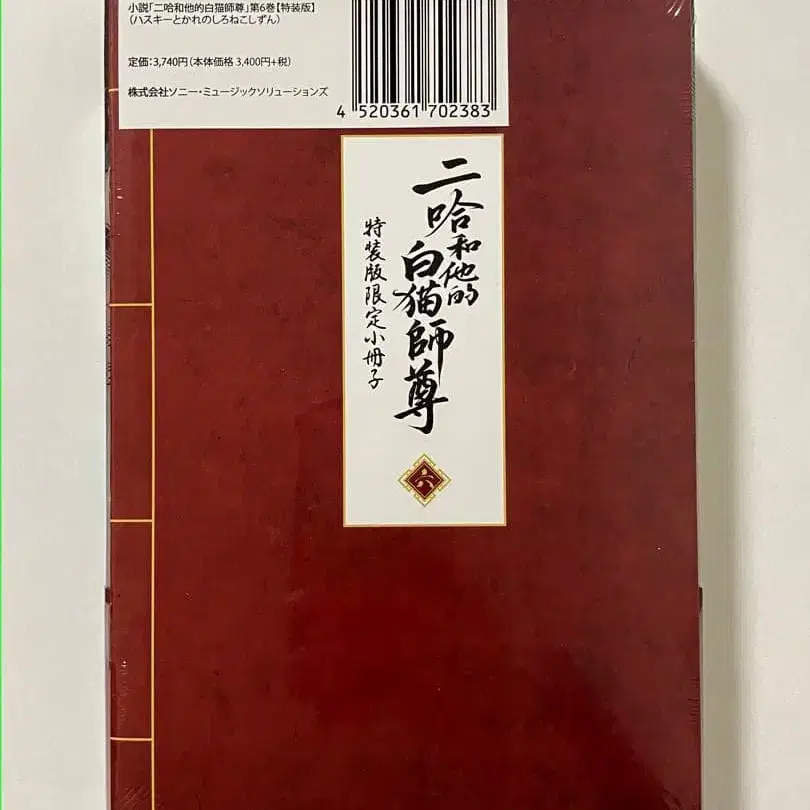 小説「二哈和他的白猫師尊」第6巻【特装版】
（ハスキーとかれのしろねこしずん）
定価：3,740円（本体価格 3,400円+税）
株式会社ソニー・ミュージックソリューションズ
4 520361 702383
二哈和他的白猫師尊
特装版限定小冊子
六